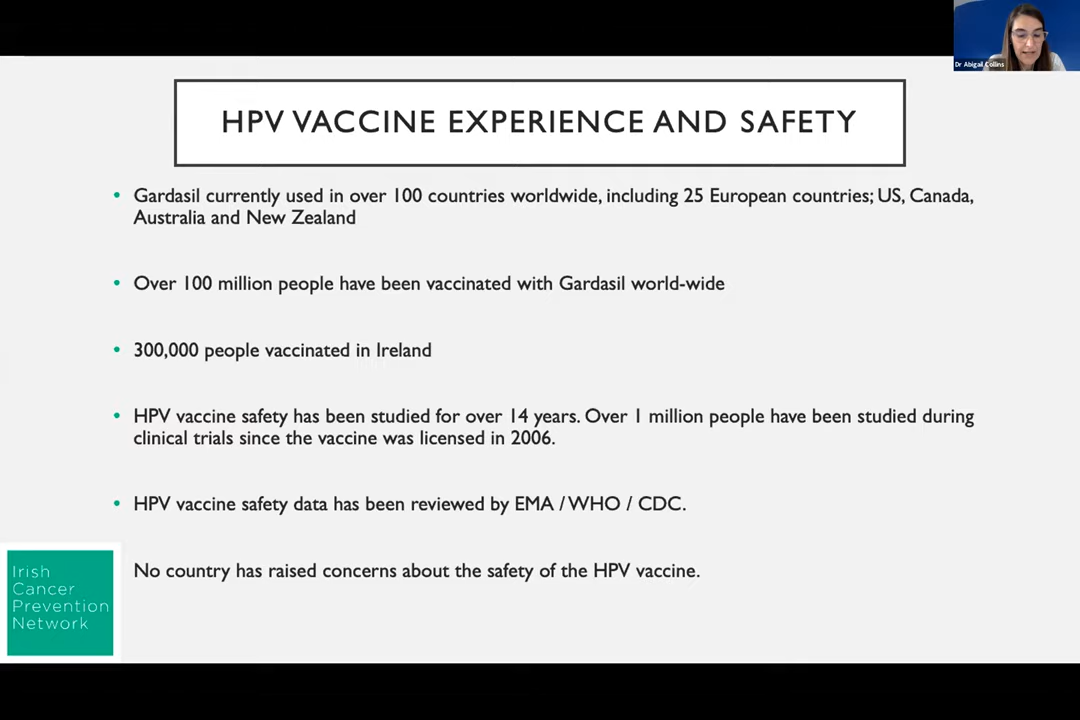 Dr Abigail Collins
HPV VACCINE EXPERIENCE AND SAFETY
• Gardasil currently used in over 100 countries worldwide, including 25 European countries; US, Canada,
Australia and New Zealand
• Over 100 million people have been vaccinated with Gardasil world-wide
• 300,000 people vaccinated in Ireland
• HPV vaccine safety has been studied for over 14 years. Over 1 million people have been studied during
clinical trials since the vaccine was licensed in 2006.
• HPV vaccine safety data has been reviewed by EMA / WHO / CDC.
No country has raised concerns about the safety of the HPV vaccine.
Irish
Cancer
Prevention
Network